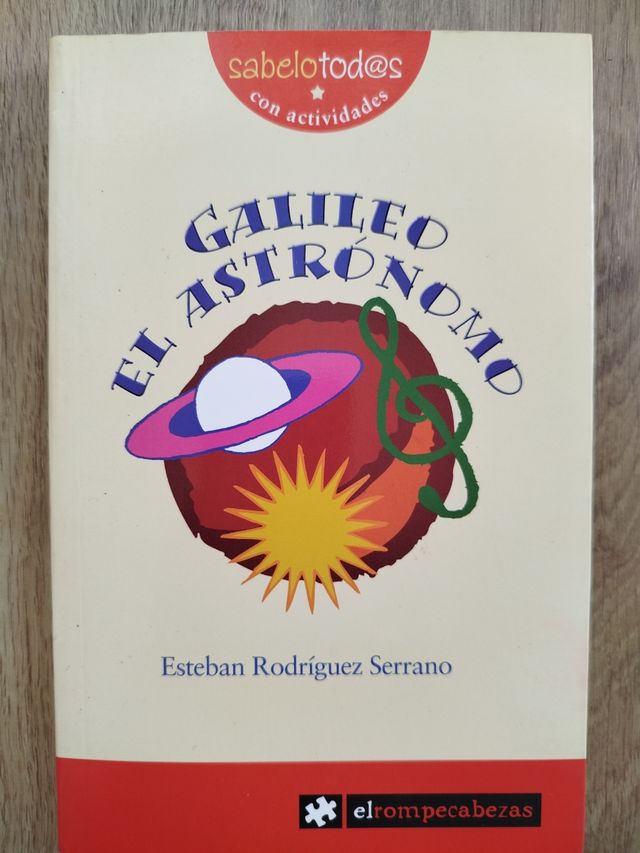 sabelotod@s
con actividades
GALILEO
EL ASTRÓNOMO
Esteban Rodríguez Serrano
elrompecabezas